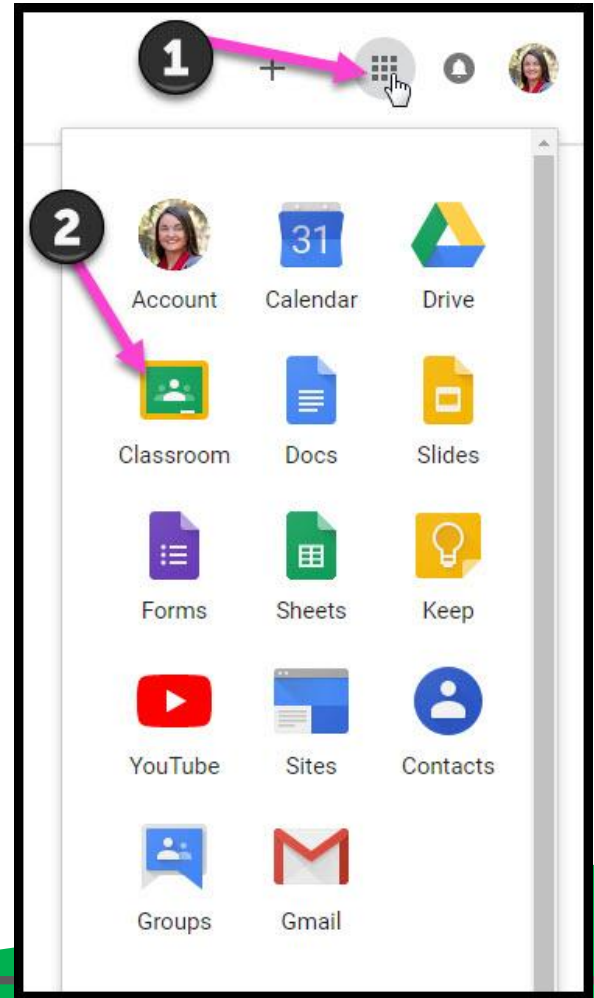 1
2
31
Account Calendar Drive
Classroom Docs Slides
Forms Sheets Keep
YouTube Sites Contacts
Groups Gmail